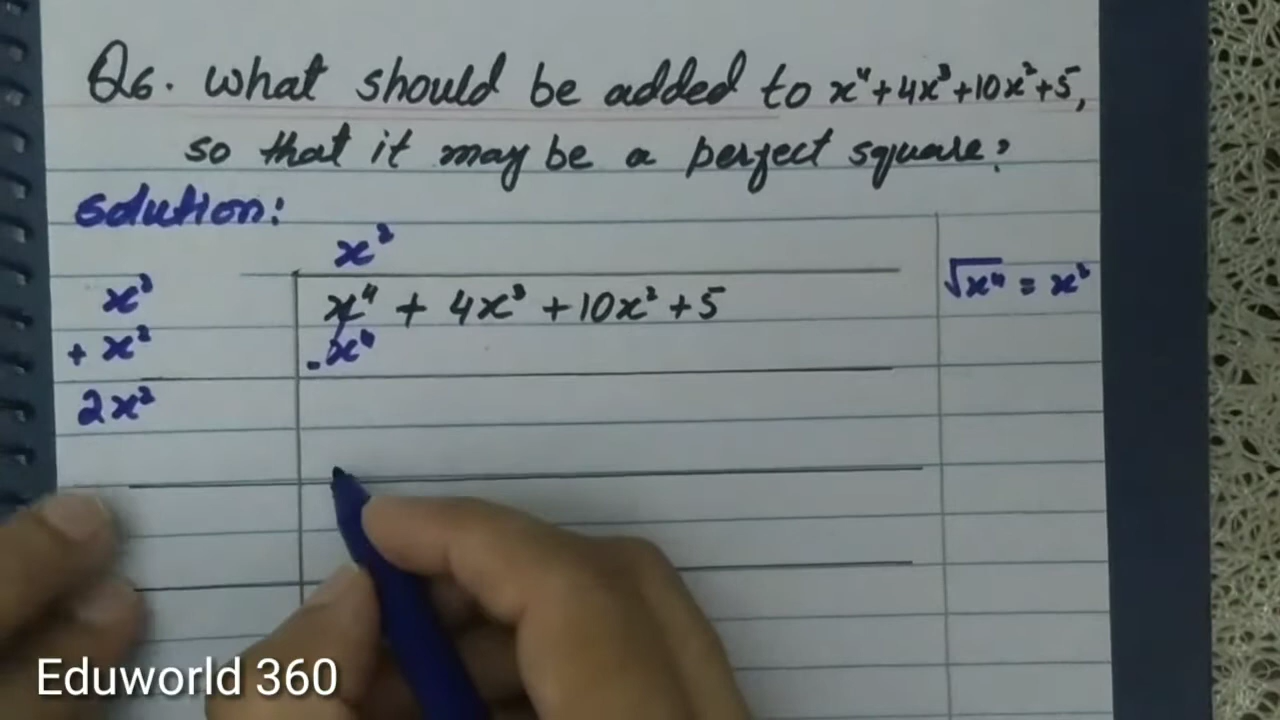 Q6. What should be added to x⁴+4x³+10x²+5,
so that it may be a perfect square?
solution:
x²
x²
x⁴ + 4x³ + 10x² + 5
√x⁴ = x²
+ x²
- x⁴
2x²
Eduworld 360